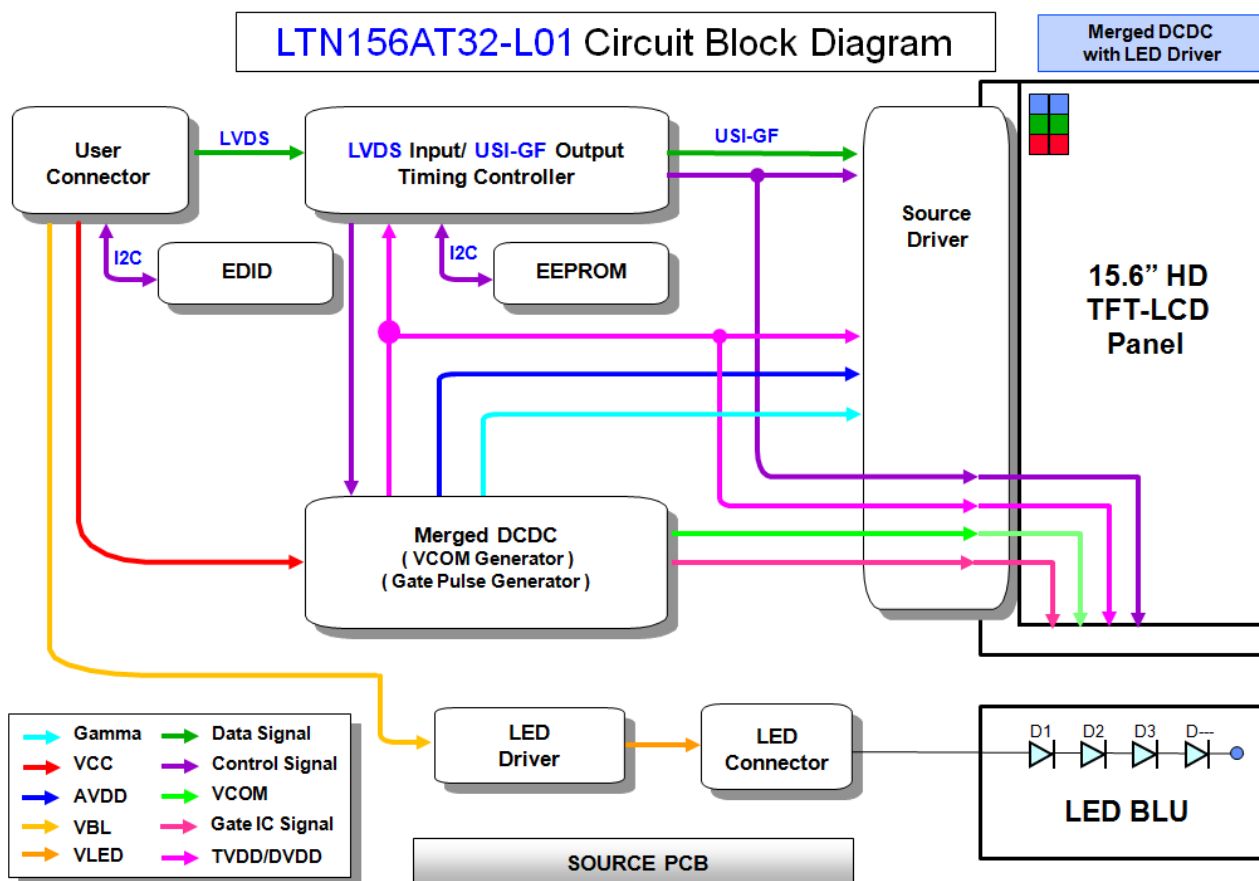 LTN156AT32-L01 Circuit Block Diagram
Merged DCDC
with LED Driver
User
Connector
LVDS
LVDS Input/ USI-GF Output
Timing Controller
USI-GF
Source
Driver
I2C
EDID
I2C
EEPROM
15.6” HD
TFT-LCD
Panel
Merged DCDC
( VCOM Generator )
( Gate Pulse Generator )
LED
Driver
LED
Connector
D1
D2
D3
D---
LED BLU
Gamma
VCC
AVDD
VBL
VLED
Data Signal
Control Signal
VCOM
Gate IC Signal
TVDD/DVDD
SOURCE PCB